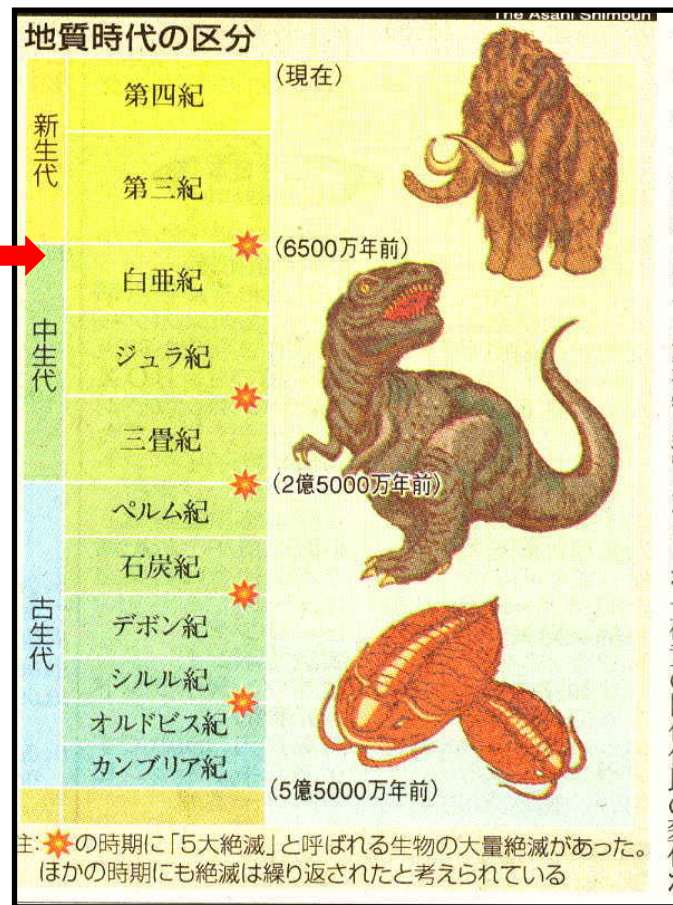 The Asahi Shimbun
地質時代の区分
新生代
第四紀
(現在)
第三紀
(6500万年前)
中生代
白亜紀
ジュラ紀
三畳紀
(2億5000万年前)
古生代
ペルム紀
石炭紀
デボン紀
シルル紀
オルドビス紀
カンブリア紀
(5億5000万年前)
注:の時期に「5大絶滅」と呼ばれる生物の大量絶滅があった。
ほかの時期にも絶滅は繰り返されたと考えられている